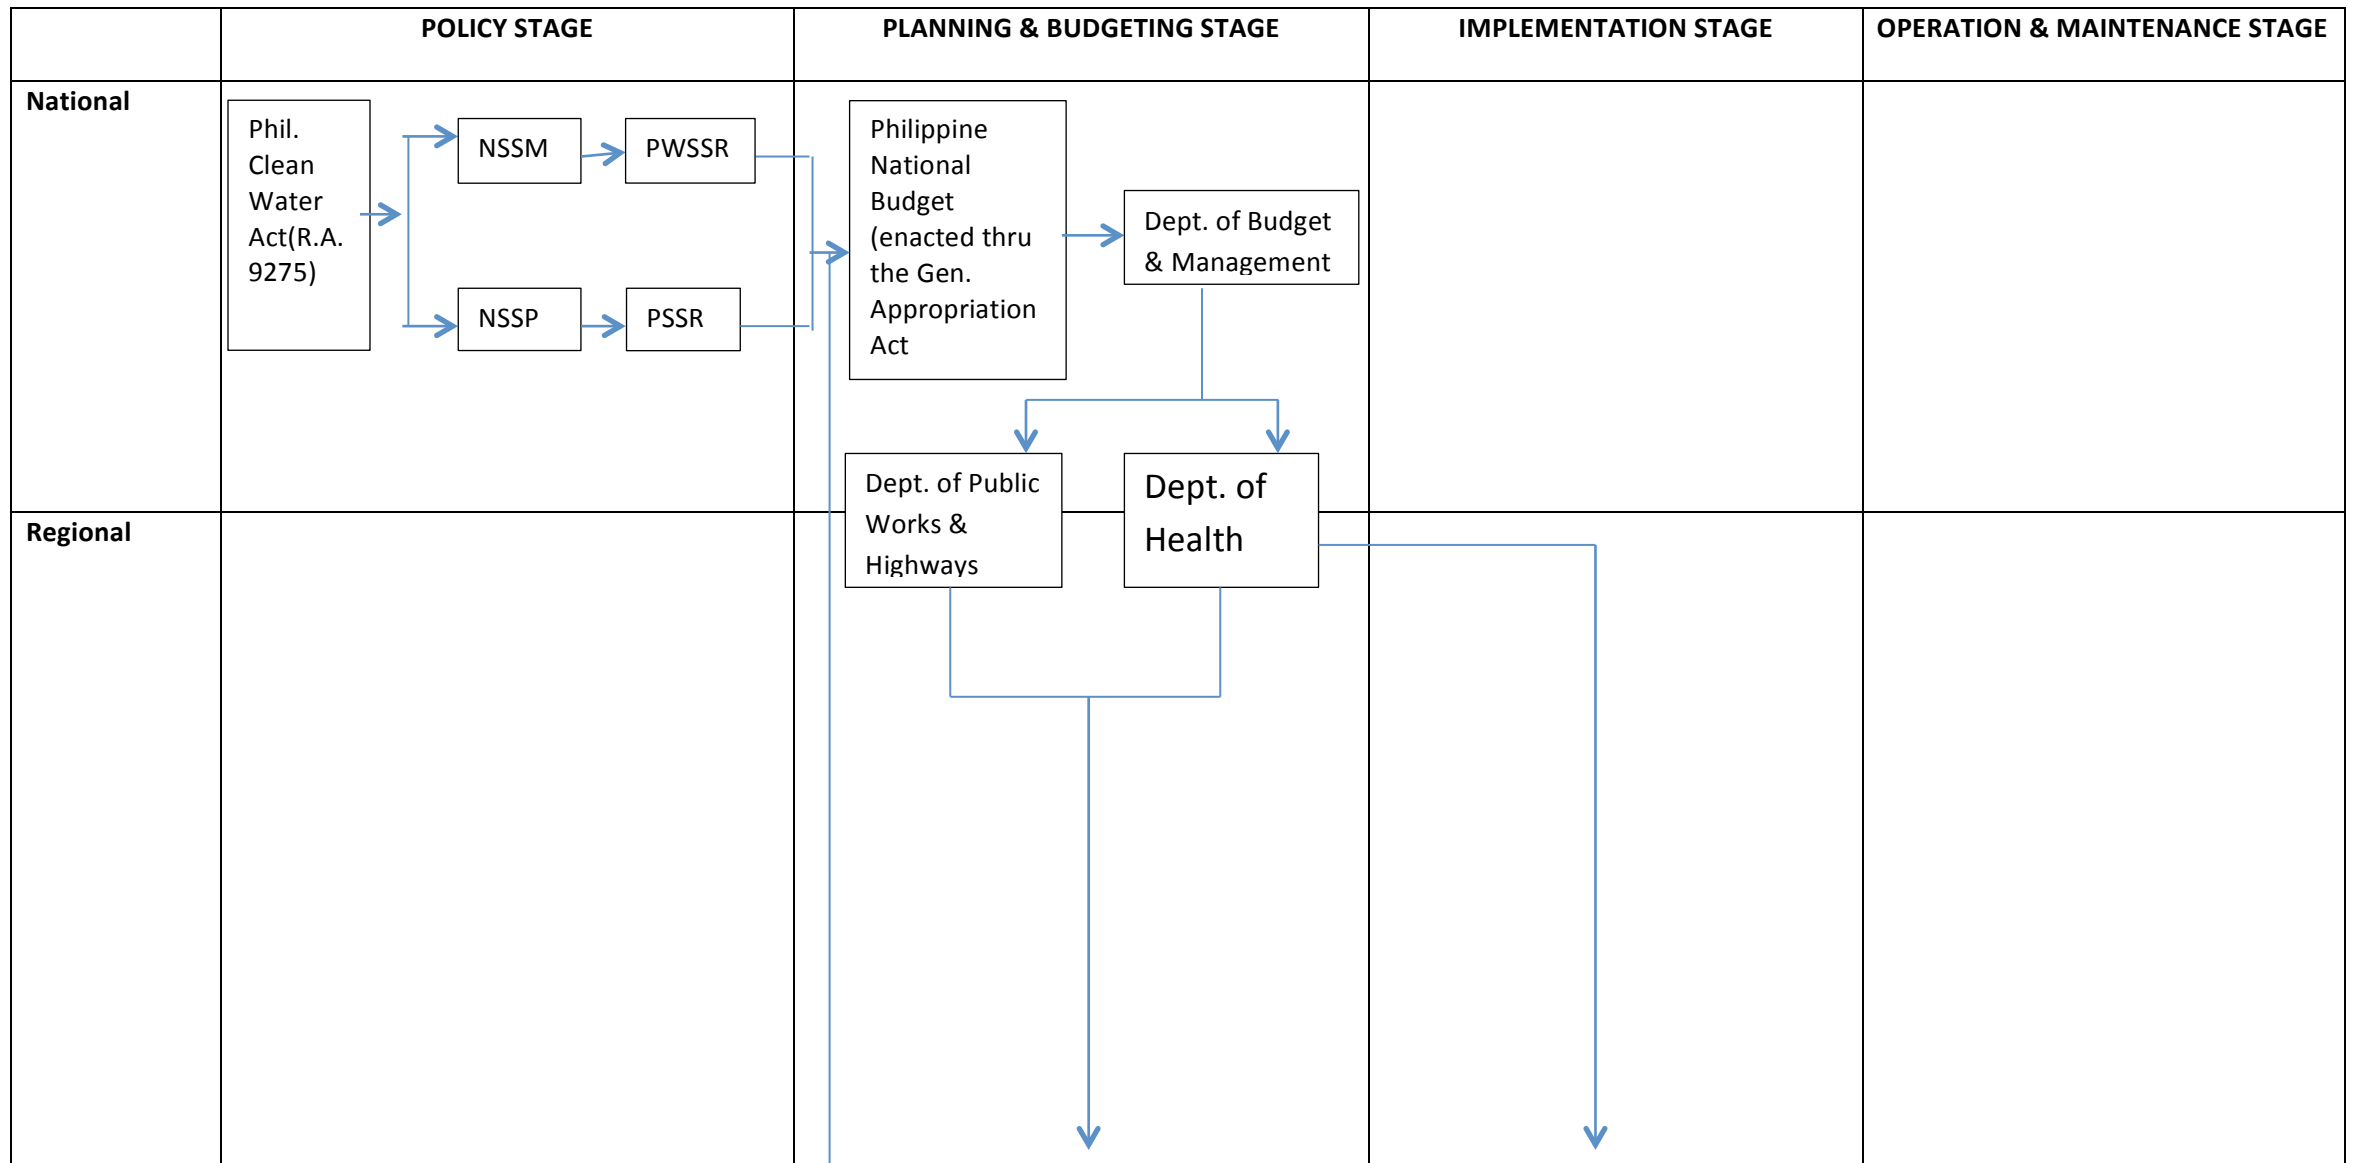 POLICY STAGE
PLANNING & BUDGETING STAGE
IMPLEMENTATION STAGE
OPERATION & MAINTENANCE STAGE
National
Phil.
Clean
Water
Act(R.A.
9275)
NSSM
PWSSR
NSSP
PSSR
Philippine
National
Budget
(enacted thru
the Gen.
Appropriation
Act
Dept. of Budget
& Management
Dept. of Public
Works &
Highways
Dept. of
Health
Regional